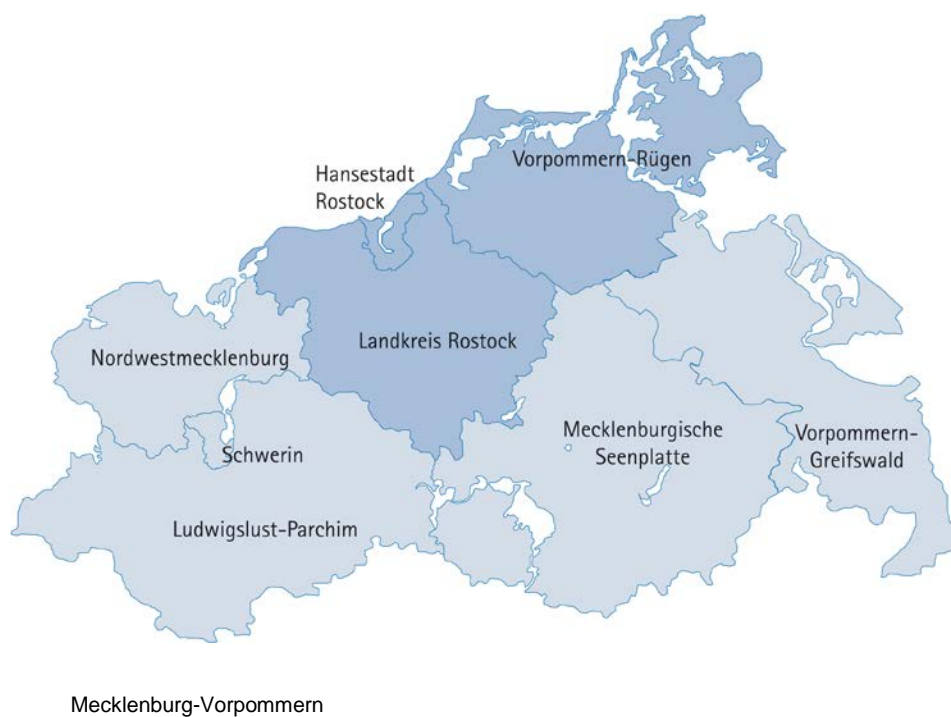 Vorpommern-Rügen
Hansestadt
Rostock
Landkreis Rostock
Nordwestmecklenburg
Mecklenburgische
Seenplatte
Vorpommern-
Greifswald
Schwerin
Ludwigslust-Parchim
Mecklenburg-Vorpommern